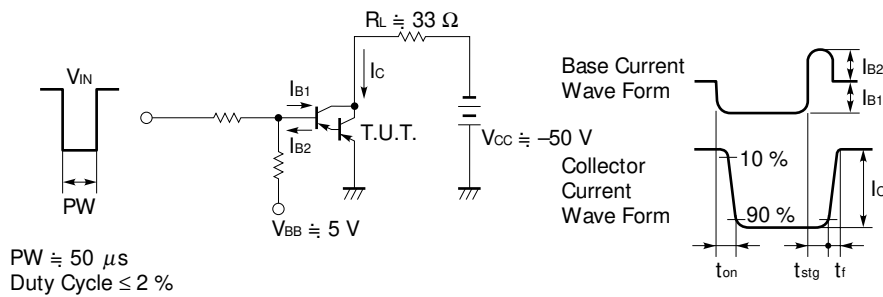 RL ≒ 33 Ω
VIN
IB1
IC
IB2
T.U.T.
VCC ≒ –50 V
PW
VBB ≒ 5 V
PW ≒ 50 μs
Duty Cycle ≤ 2 %
Base Current
Wave Form
IB2
IB1
Collector
Current
Wave Form
10 %
90 %
IC
ton
tstg
tf